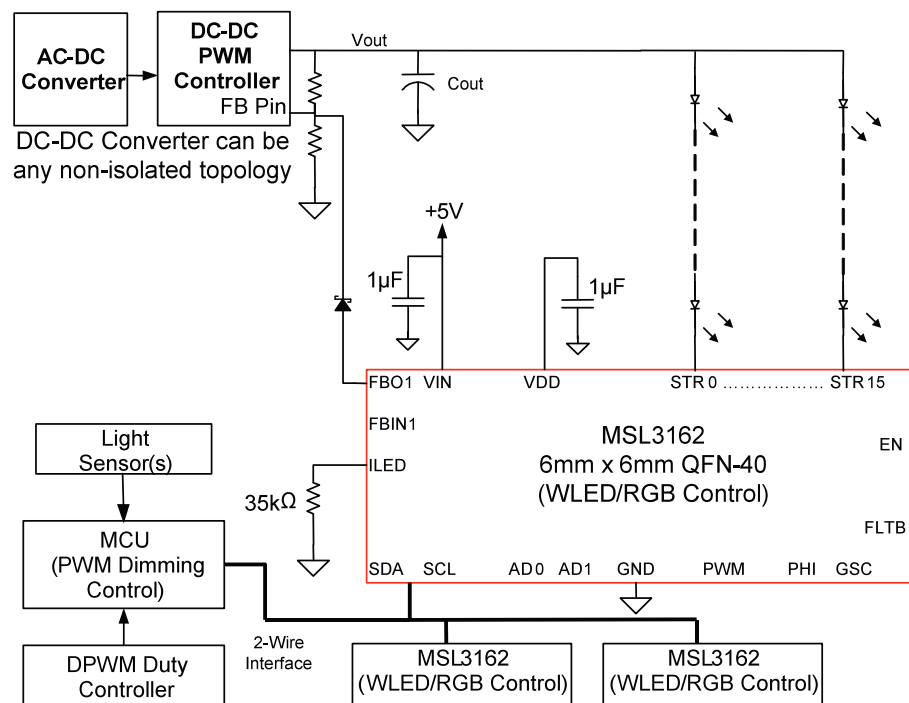 AC-DC
Converter
DC-DC
PWM
Controller
FB Pin
Vout
Cout
DC-DC Converter can be
any non-isolated topology
+5V
1µF
1µF
FBO1
VIN
VDD
STR 0 .................. STR 15
FBIN1
ILED
MSL3162
6mm x 6mm QFN-40
(WLED/RGB Control)
EN
FLTB
35kΩ
Light
Sensor(s)
MCU
(PWM Dimming
Control)
SDA
SCL
AD0
AD1
GND
PWM
PHI
GSC
2-Wire
Interface
DPWM Duty
Controller
MSL3162
(WLED/RGB Control)
MSL3162
(WLED/RGB Control)